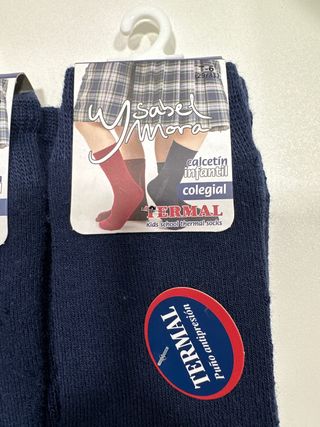 Ysabel
Mora
calcetín
infantil
colegial
TERMAL
Kids school thermal socks
TERMAL
Puño antipresión